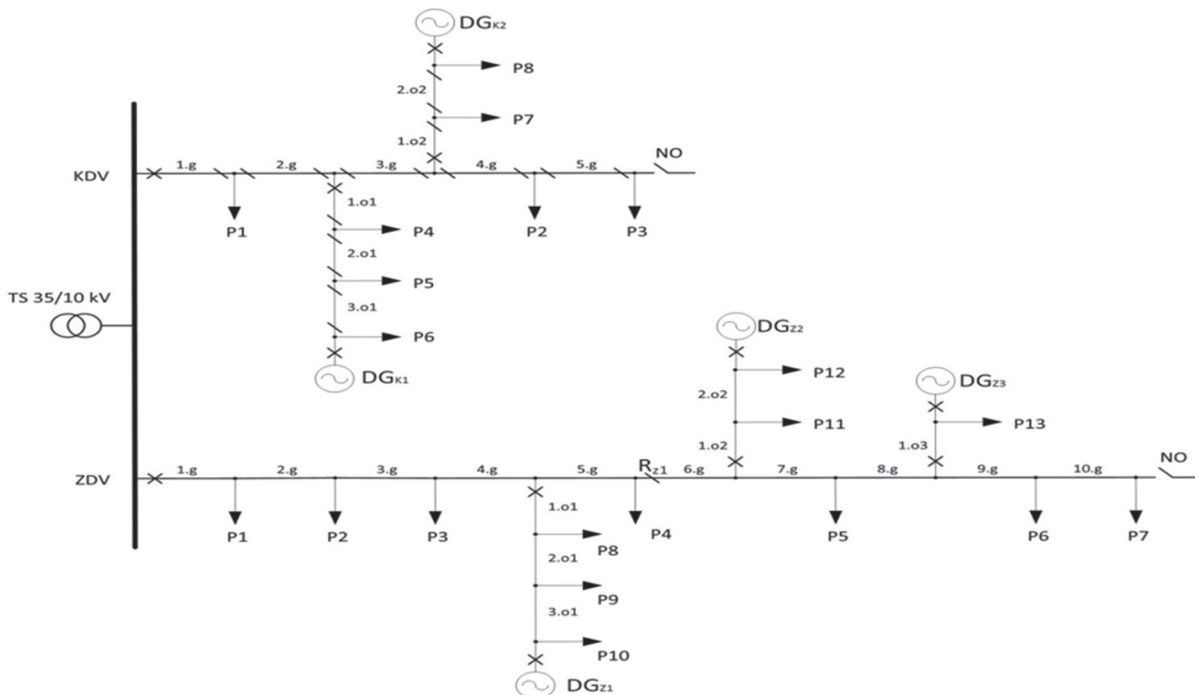 DGK2
P8
2.o2
P7
1.o2
NO
KDV
1.g 2.g 3.g 4.g 5.g
1.o1
P1 P4 P2 P3
2.o1
P5
TS 35/10 kV
3.o1
P6
DGK1
DGZ2
P12
DGZ3
2.o2
P11 P13
1.o2 1.o3
NO
ZDV
1.g 2.g 3.g 4.g 5.g RZ1 6.g 7.g 8.g 9.g 10.g
1.o1
P1 P2 P3 P4 P5 P6 P7
P8
2.o1
P9
3.o1
P10
DGZ1